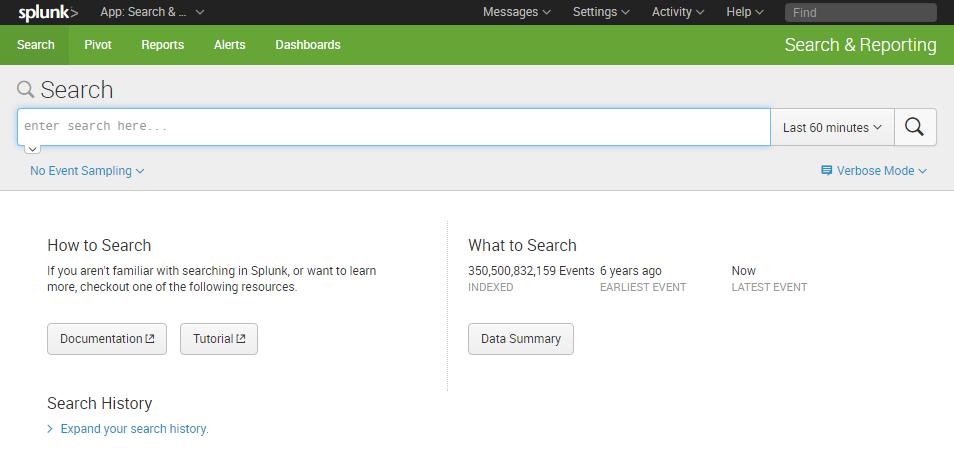 splunk> App: Search & ... Messages Settings Activity Help Find
Search Pivot Reports Alerts Dashboards Search & Reporting
Search
enter search here... Last 60 minutes
No Event Sampling Verbose Mode
How to Search
If you aren't familiar with searching in Splunk, or want to learn
more, checkout one of the following resources.
Documentation Tutorial
What to Search
350,500,832,159 Events 6 years ago Now
INDEXED EARLIEST EVENT LATEST EVENT
Data Summary
Search History
Expand your search history.